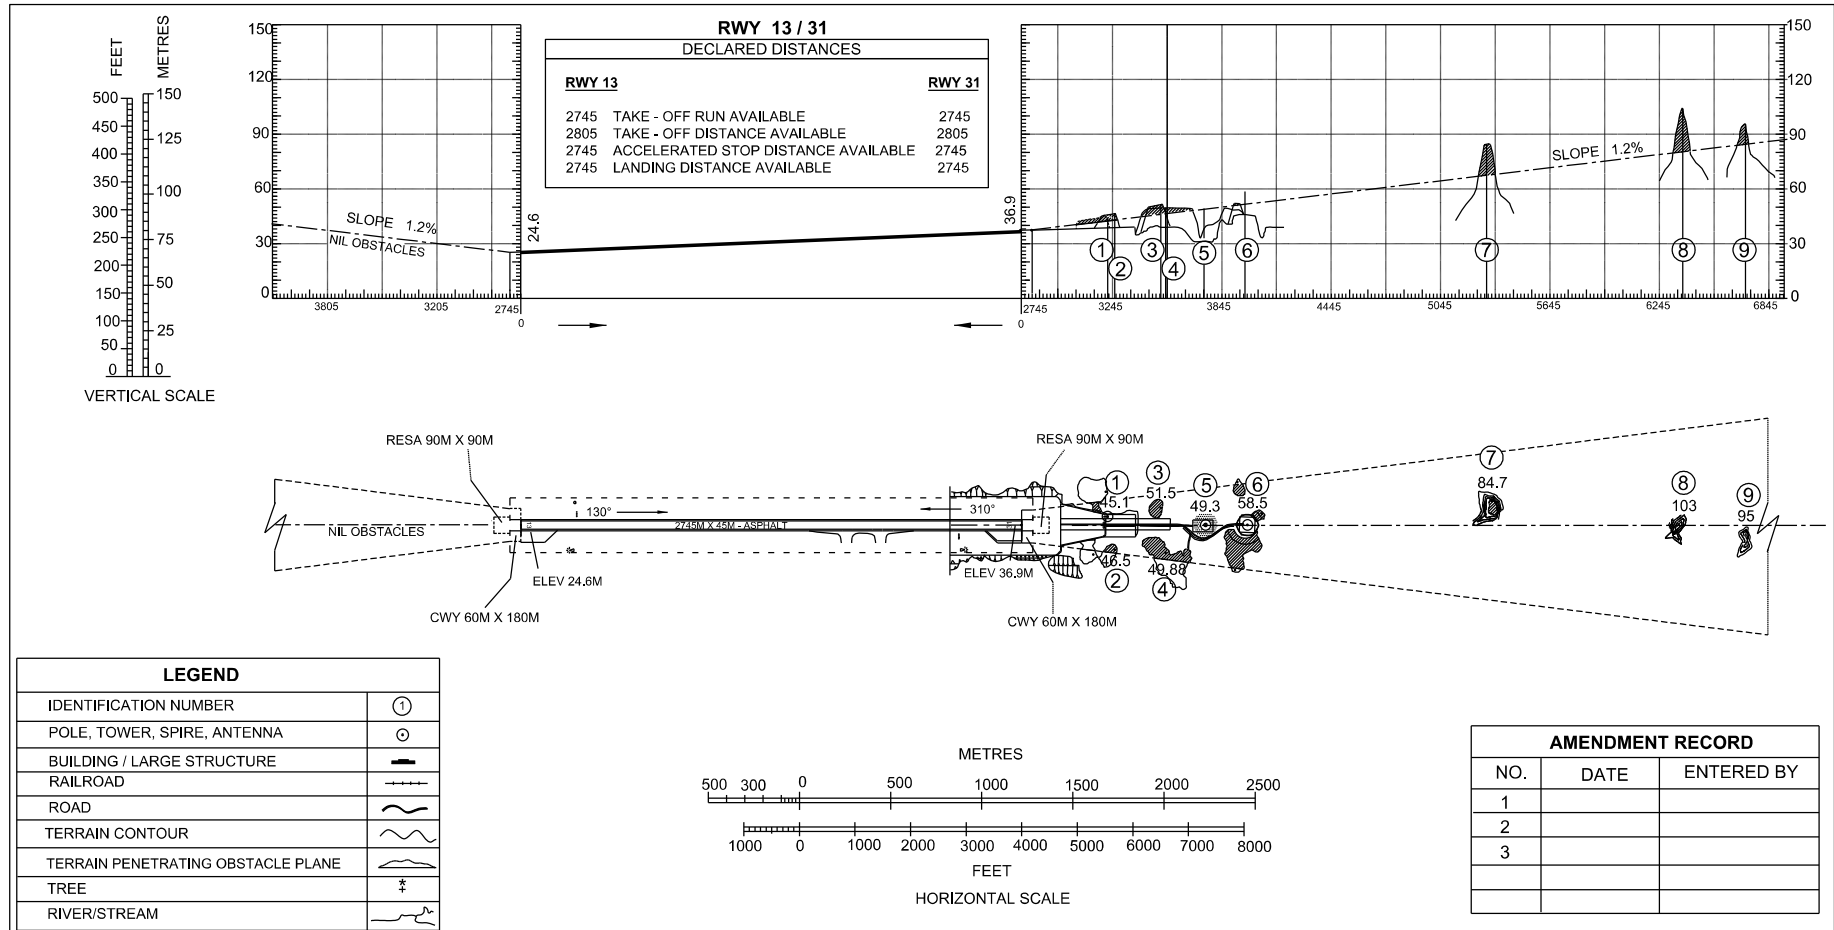 RWY 13 / 31
DECLARED DISTANCES
RWY 13 RWY 31
2745 TAKE - OFF RUN AVAILABLE 2745
2805 TAKE - OFF DISTANCE AVAILABLE 2805
2745 ACCELERATED STOP DISTANCE AVAILABLE 2745
2745 LANDING DISTANCE AVAILABLE 2745
FEET METRES
500 450 400 350 300 250 200 150 100 50 0
150 125 100 75 50 25 0
VERTICAL SCALE
150 120 90 60 30 0
SLOPE 1.2%
NIL OBSTACLES
3805 3205 2745
0
24.6
36.9
150 120 90 60 30 0
SLOPE 1.2%
1 2 3 4 5 6 7 8 9
2745 3245 3845 4445 5045 5645 6245 6845
0
150 120 90 60 30 0
RESA 90M X 90M
RESA 90M X 90M
NIL OBSTACLES
130°
310°
2745M X 45M - ASPHALT
ELEV 24.6M
ELEV 36.9M
CWY 60M X 180M
CWY 60M X 180M
1
45.1
2
46.5
3
51.5
4
49.88
5
49.3
6
58.5
7
84.7
8
103
9
95
LEGEND
IDENTIFICATION NUMBER 1
POLE, TOWER, SPIRE, ANTENNA
BUILDING / LARGE STRUCTURE
RAILROAD
ROAD
TERRAIN CONTOUR
TERRAIN PENETRATING OBSTACLE PLANE
TREE
RIVER/STREAM
METRES
500 300 0 500 1000 1500 2000 2500
1000 0 1000 2000 3000 4000 5000 6000 7000 8000
FEET
HORIZONTAL SCALE
AMENDMENT RECORD
NO. DATE ENTERED BY
1
2
3